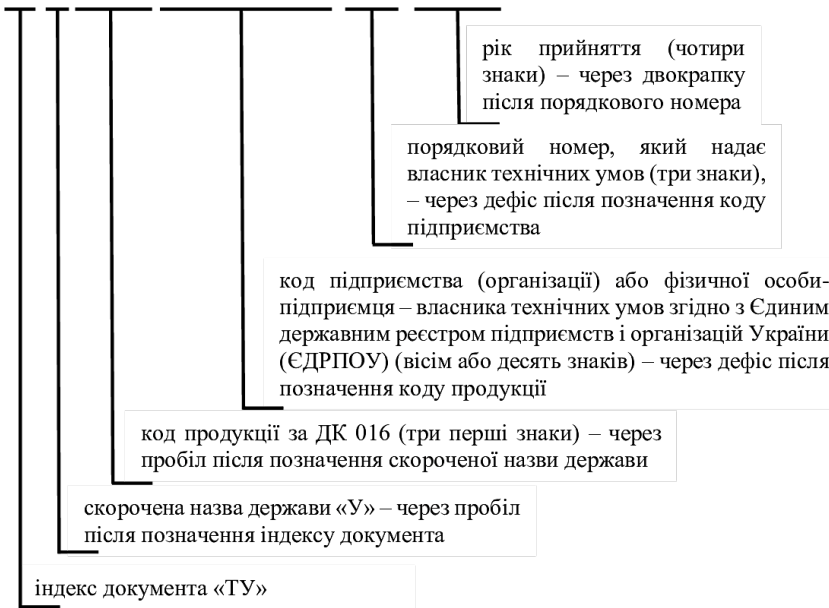 рік прийняття (чотири
знаки) – через двокрапку
після порядкового номера
порядковий номер, який надає
власник технічних умов (три знаки),
– через дефіс після позначення коду
підприємства
код підприємства (організації) або фізичної особи-
підприємця – власника технічних умов згідно з Єдиним
державним реєстром підприємств і організацій України
(ЄДРПОУ) (вісім або десять знаків) – через дефіс після
позначення коду продукції
код продукції за ДК 016 (три перші знаки) – через
пробіл після позначення скороченої назви держави
скорочена назва держави «У» – через пробіл
після позначення індексу документа
індекс документа «ТУ»